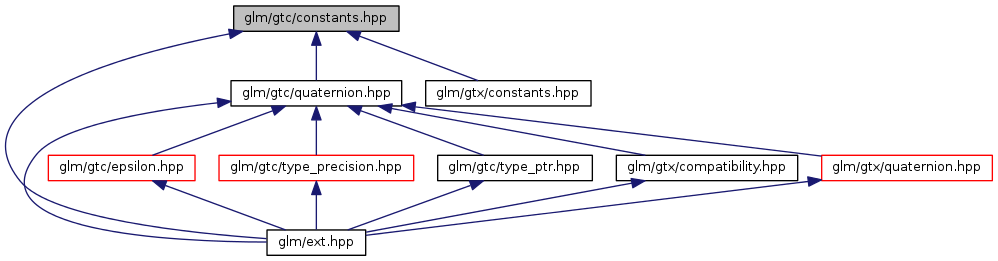 glm/gtc/constants.hpp
glm/gtc/quaternion.hpp
glm/gtx/constants.hpp
glm/gtc/epsilon.hpp
glm/gtc/type_precision.hpp
glm/gtc/type_ptr.hpp
glm/gtx/compatibility.hpp
glm/gtx/quaternion.hpp
glm/ext.hpp